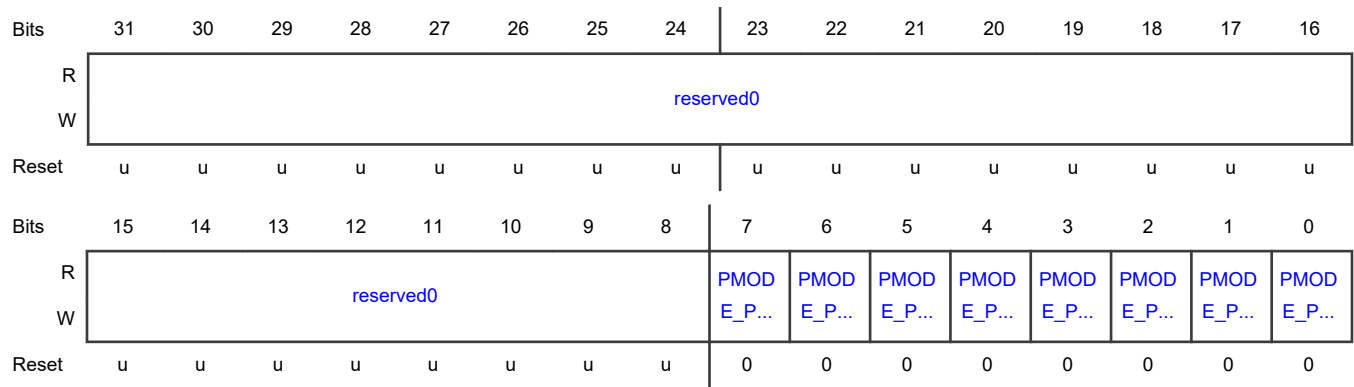 Bits 31 30 29 28 27 26 25 24 23 22 21 20 19 18 17 16
R
reserved0
W
Reset u u u u u u u u u u u u u u u u
Bits 15 14 13 12 11 10 9 8 7 6 5 4 3 2 1 0
R PMOD PMOD PMOD PMOD PMOD PMOD PMOD PMOD
reserved0
W E_P... E_P... E_P... E_P... E_P... E_P... E_P... E_P...
Reset u u u u u u u u 0 0 0 0 0 0 0 0